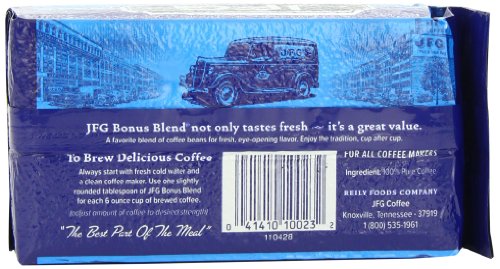 JFG
JFG'S
JFG Bonus Blend not only tastes fresh ~ it's a great value.
A favorite blend of coffee beans for fresh, eye-opening flavor. Enjoy the tradition, cup after cup.
To Brew Delicious Coffee
Always start with fresh cold water and
a clean coffee maker. Use one slightly
rounded tablespoon of JFG Bonus Blend
for each 6 ounce cup of brewed coffee.
(adjust amount of coffee to desired strength)
"The Best Part Of The Meal"
0 41410 10023 2
110428
FOR ALL COFFEE MAKERS
Ingredient: 100% Pure Coffee
REILY FOODS COMPANY
JFG Coffee
Knoxville, Tennessee - 37919
1 (800) 535-1961